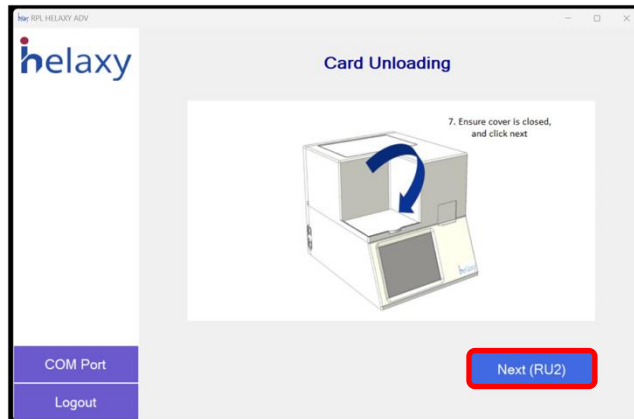 RPL HELAXY ADV
helaxy
Card Unloading
7. Ensure cover is closed,
and click next
helaxy
COM Port
Next (RU2)
Logout